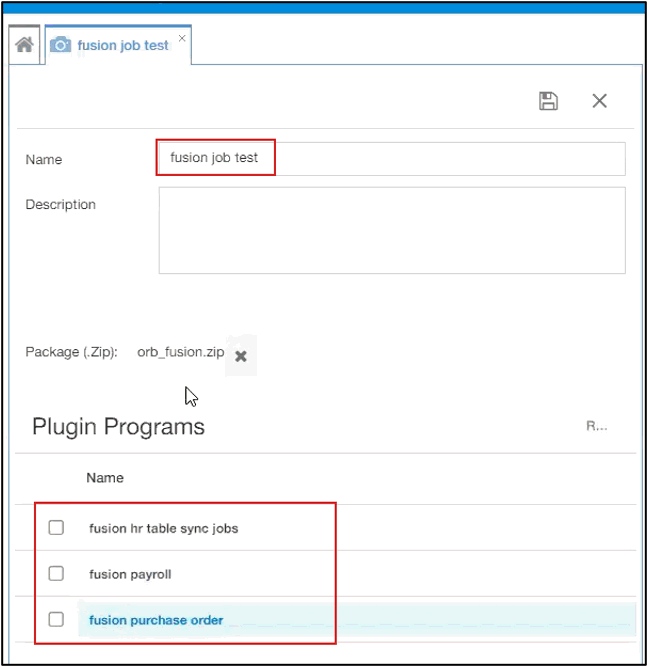 fusion job test
Name
fusion job test
Description
Package (.Zip):
orb_fusion.zip
Plugin Programs
R...
Name
fusion hr table sync jobs
fusion payroll
fusion purchase order